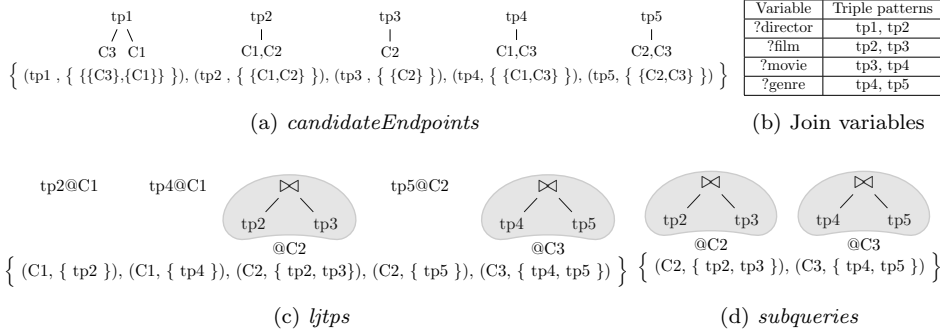 tp1 tp2 tp3 tp4 tp5
C3 C1 C1,C2 C2 C1,C3 C2,C3
{ (tp1 , { {{C3},{C1}} }), (tp2 , { {C1,C2} }), (tp3 , { {C2} }), (tp4, { {C1,C3} }), (tp5, { {C2,C3} }) }
(a) candidateEndpoints
Variable Triple patterns
?director tp1, tp2
?film tp2, tp3
?movie tp3, tp4
?genre tp4, tp5
(b) Join variables
tp2@C1 tp4@C1 ⋈ tp5@C2 ⋈
tp2 tp3 tp4 tp5
@C2 @C3
{ (C1, { tp2 }), (C1, { tp4 }), (C2, { tp2, tp3}), (C2, { tp5 }), (C3, { tp4, tp5 }) }
(c) ljtps
⋈ ⋈
tp2 tp3 tp4 tp5
@C2 @C3
{ (C2, { tp2, tp3 }), (C3, { tp4, tp5 }) }
(d) subqueries